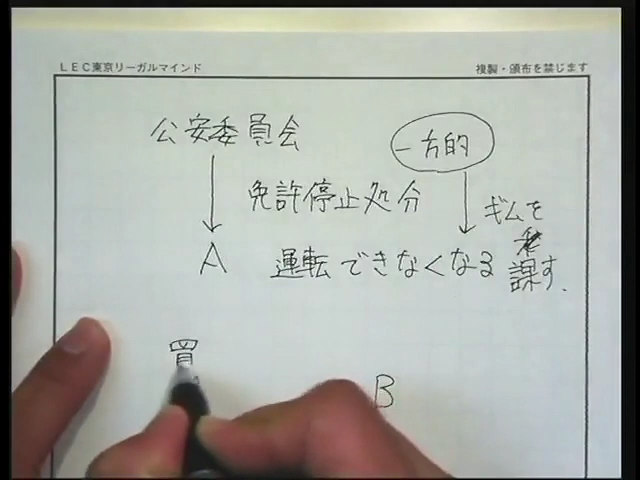 LEC東京リーガルマインド 複製・頒布を禁じます
公安委員会 一方的
免許停止処分 ギムを
A 運転できなくなる 課す.
買 B